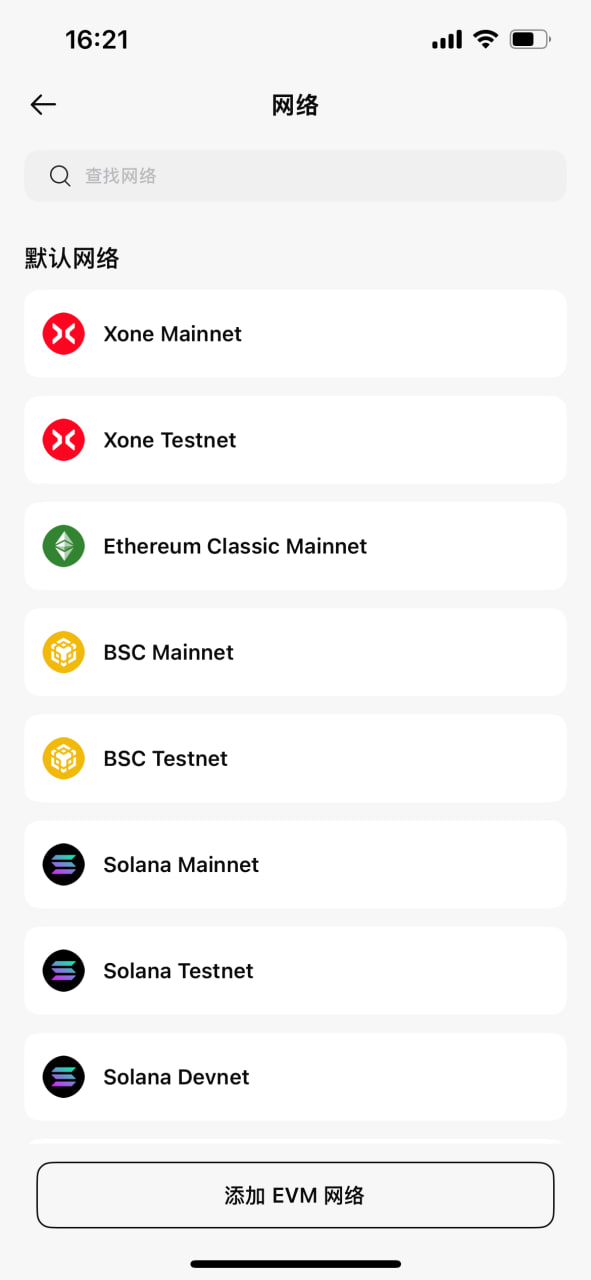 16:21
网络
查找网络
默认网络
Xone Mainnet
Xone Testnet
Ethereum Classic Mainnet
BSC Mainnet
BSC Testnet
Solana Mainnet
Solana Testnet
Solana Devnet
添加 EVM 网络